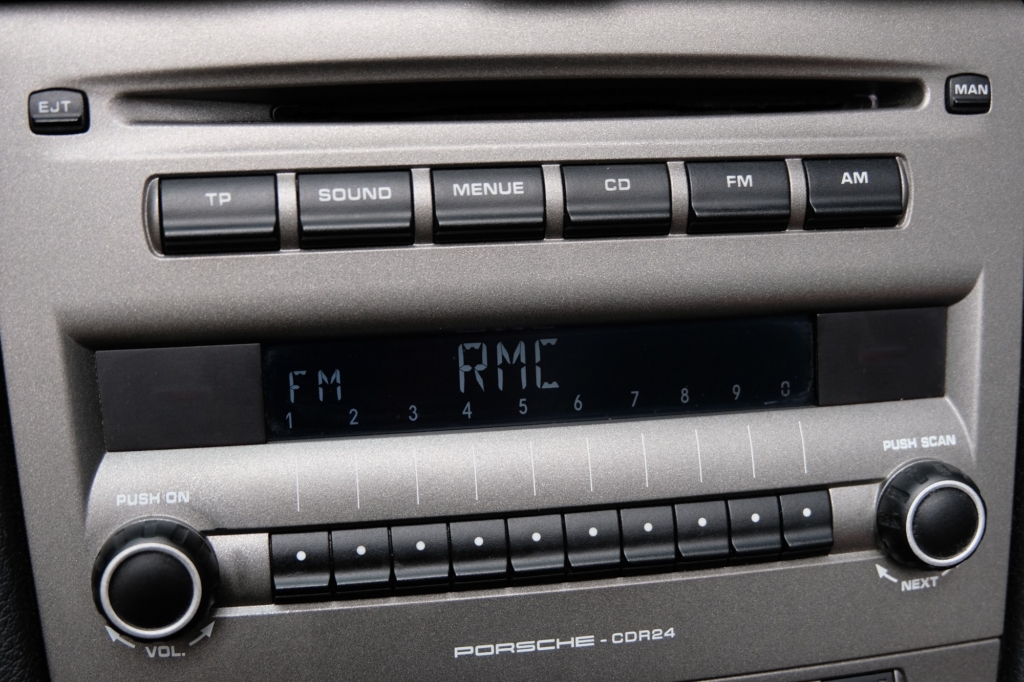 EJT
MAN
TP SOUND MENUE CD FM AM
FM RMC
1 2 3 4 5 6 7 8 9 _0
PUSH ON
PUSH SCAN
VOL.
NEXT
PORSCHE - CDR24